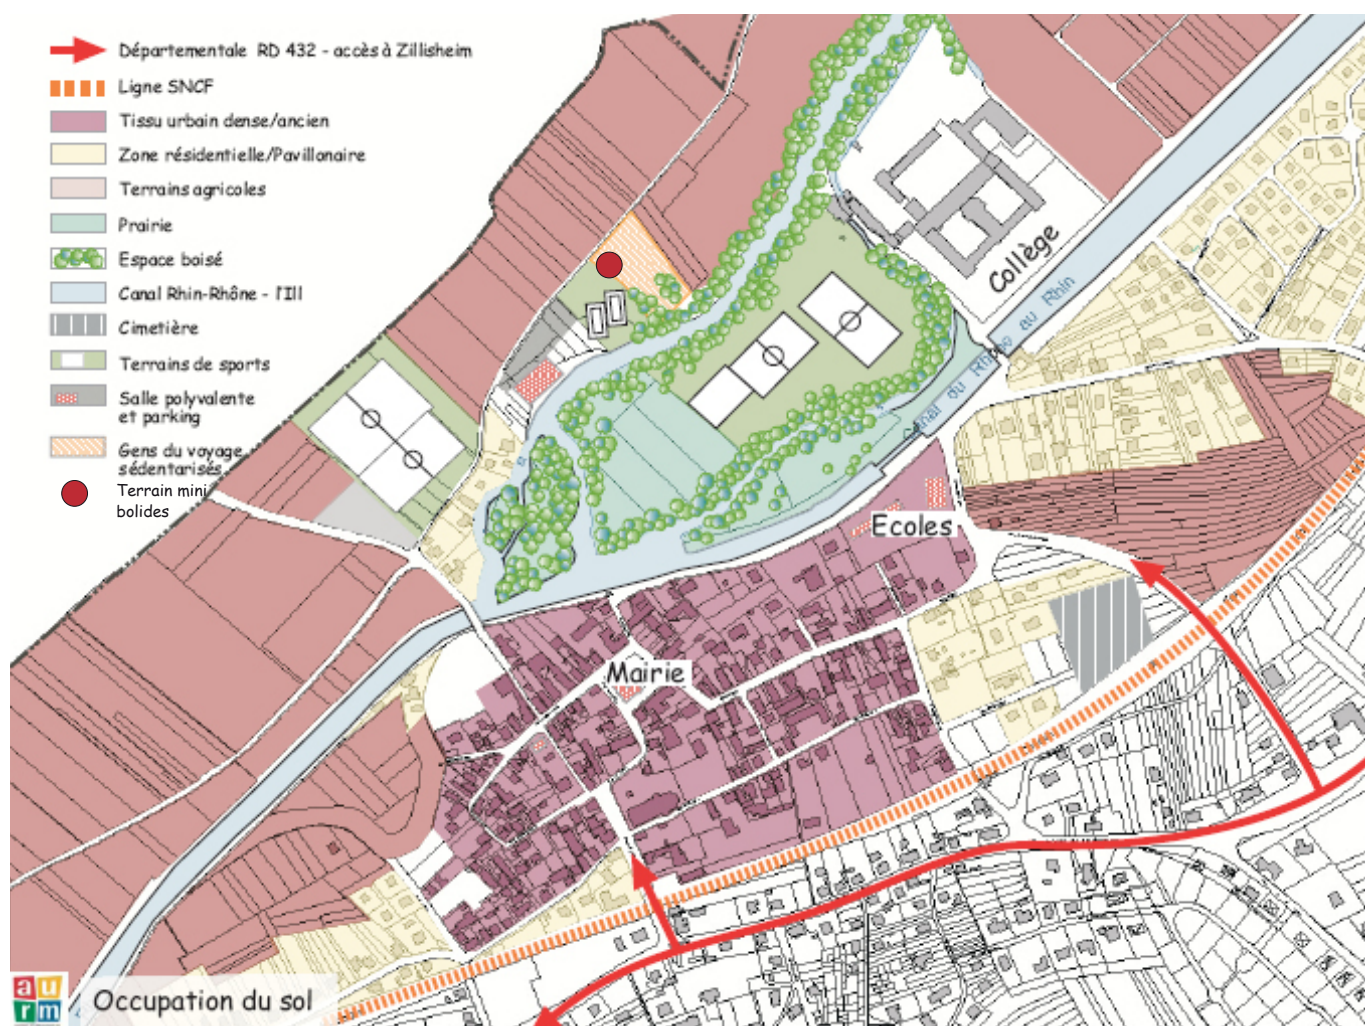 Départementale RD 432 - accès à Zillisheim
Ligne SNCF
Tissu urbain dense/ancien
Zone résidentielle/Pavillonaire
Terrains agricoles
Prairie
Espace boisé
Canal Rhin-Rhône - l'Ill
Cimetière
Terrains de sports
Salle polyvalente
et parking
Gens du voyage
sédentarisés
Terrain mini
bolides
Collège
Canal du Rhône au Rhin
Ecoles
Mairie
au
rm
Occupation du sol